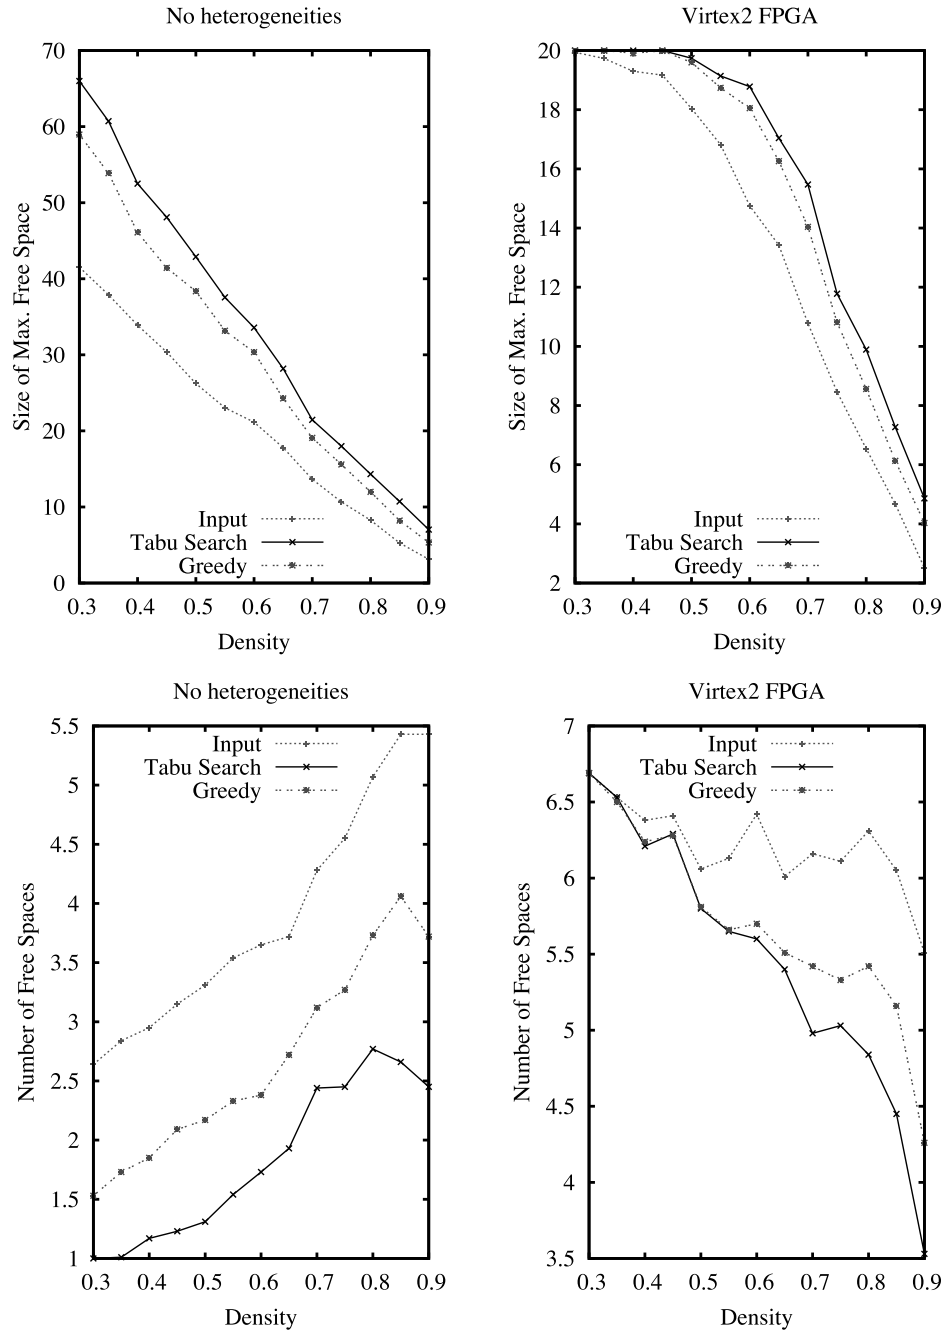 No heterogeneities
Size of Max. Free Space
70
60
50
40
30
20
10
0
Input
Tabu Search
Greedy
0.3 0.4 0.5 0.6 0.7 0.8 0.9
Density
Virtex2 FPGA
Size of Max. Free Space
20
18
16
14
12
10
8
6
4
2
Input
Tabu Search
Greedy
0.3 0.4 0.5 0.6 0.7 0.8 0.9
Density
No heterogeneities
Number of Free Spaces
5.5
5
4.5
4
3.5
3
2.5
2
1.5
1
Input
Tabu Search
Greedy
0.3 0.4 0.5 0.6 0.7 0.8 0.9
Density
Virtex2 FPGA
Number of Free Spaces
7
6.5
6
5.5
5
4.5
4
3.5
Input
Tabu Search
Greedy
0.3 0.4 0.5 0.6 0.7 0.8 0.9
Density